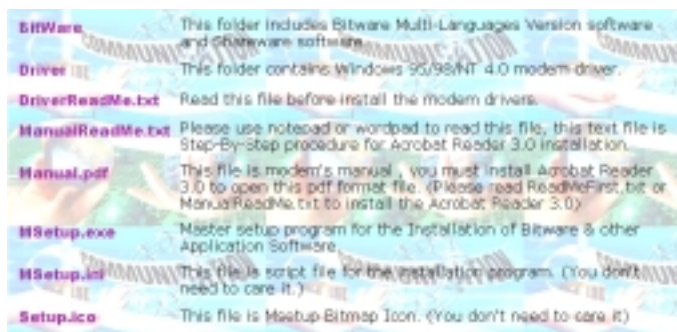 BitWare This folder includes Bitware Multi-Languages Version software
and Shareware software.
Driver This folder contains Windows 95/98/NT 4.0 modem driver.
DriverReadMe.txt Read this file before install the modem drivers.
ManualReadMe.txt Please use notepad or wordpad to read this file, this text file is
Step-By-Step procedure for Acrobat Reader 3.0 installation.
Manual.pdf This file is modem's manual , you must install Acrobat Reader
3.0 to open this pdf format file. (Please read ReadMeFirst.txt or
ManualReadMe.txt to install the Acrobat Reader 3.0)
MSetup.exe Master setup program for the Installation of Bitware & other
Application Software.
MSetup.ini This file is script file for the installation program. (You don't
need to care it.)
Setup.ico This file is Msetup Bitmap Icon. (You don't need to care it)
COMMUNICATION